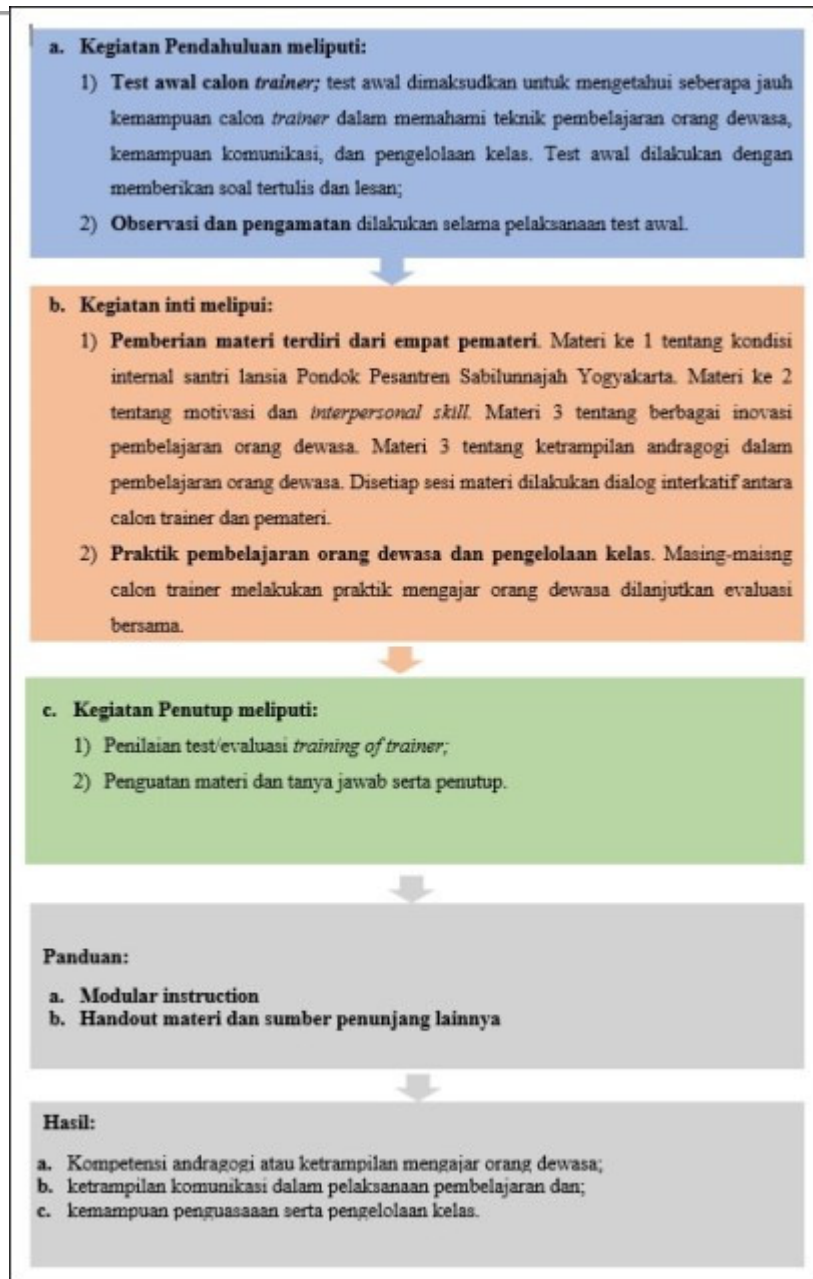 a. Kegiatan Pendahuluan meliputi:
1) Test awal calon trainer; test awal dimaksudkan untuk mengetahui seberapa jauh
kemampuan calon trainer dalam memahami teknik pembelajaran orang dewasa,
kemampuan komunikasi, dan pengelolaan kelas. Test awal dilakukan dengan
memberikan soal tertulis dan lesan;
2) Observasi dan pengamatan dilakukan selama pelaksanaan test awal.
b. Kegiatan inti melipui:
1) Pemberian materi terdiri dari empat pemateri. Materi ke 1 tentang kondisi
internal santri lansia Pondok Pesantren Sabilunnajah Yogyakarta. Materi ke 2
tentang motivasi dan interpersonal skill. Materi 3 tentang berbagai inovasi
pembelajaran orang dewasa. Materi 3 tentang ketrampilan andragogi dalam
pembelajaran orang dewasa. Disetiap sesi materi dilakukan dialog interkatif antara
calon trainer dan pemateri.
2) Praktik pembelajaran orang dewasa dan pengelolaan kelas. Masing-maisng
calon trainer melakukan praktik mengajar orang dewasa dilanjutkan evaluasi
bersama.
c. Kegiatan Penutup meliputi:
1) Penilaian test/evaluasi training of trainer;
2) Penguatan materi dan tanya jawab serta penutup.
Panduan:
a. Modular instruction
b. Handout materi dan sumber penunjang lainnya
Hasil:
a. Kompetensi andragogi atau ketrampilan mengajar orang dewasa;
b. ketrampilan komunikasi dalam pelaksanaan pembelajaran dan;
c. kemampuan penguasaaan serta pengelolaan kelas.